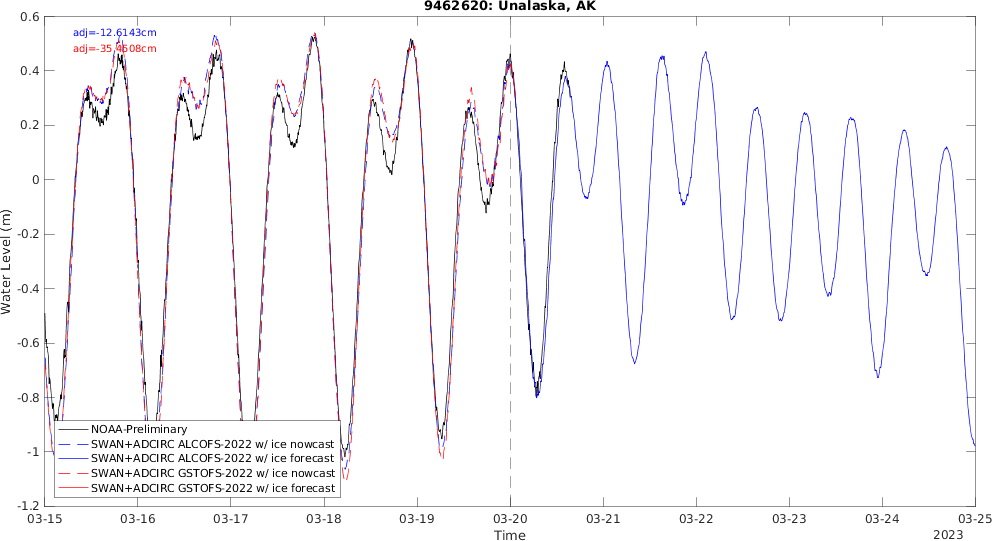 9462620: Unalaska, AK
adj=-12.6143cm
adj=-35.4608cm
0.6
0.4
0.2
0
-0.2
-0.4
-0.6
-0.8
-1
-1.2
Water Level (m)
NOAA-Preliminary
SWAN+ADCIRC ALCOFS-2022 w/ ice nowcast
SWAN+ADCIRC ALCOFS-2022 w/ ice forecast
SWAN+ADCIRC GSTOFS-2022 w/ ice nowcast
SWAN+ADCIRC GSTOFS-2022 w/ ice forecast
03-15 03-16 03-17 03-18 03-19 03-20 03-21 03-22 03-23 03-24 03-25
Time
2023